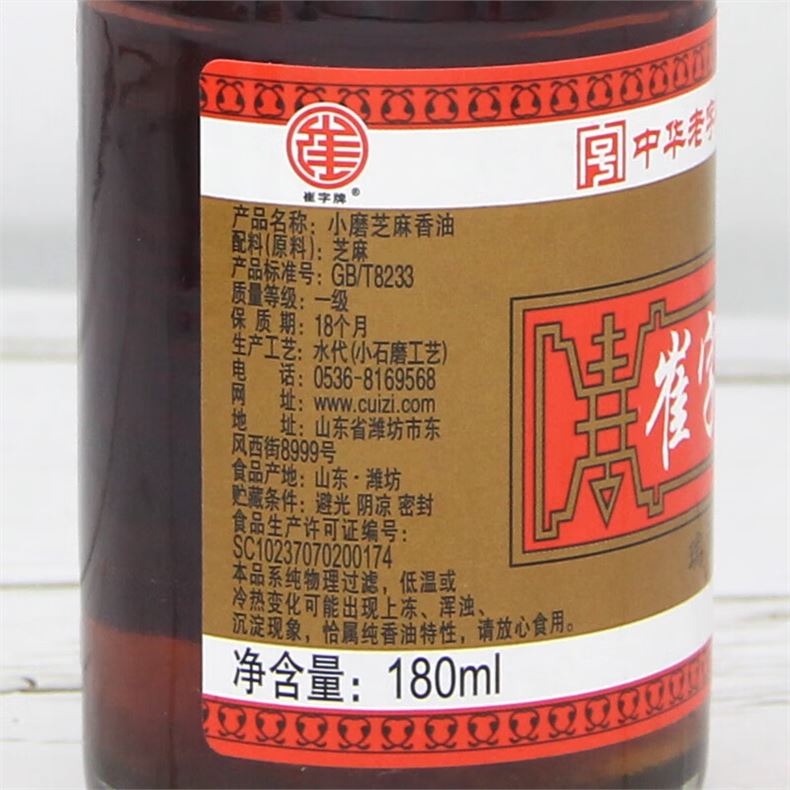 崔字牌®
中华老字
产品名称：小磨芝麻香油
配料(原料)：芝麻
产品标准号：GB/T8233
质量等级：一级
保质期：18个月
生产工艺：水代(小石磨工艺)
电话：0536-8169568
网址：www.cuizi.com
地址：山东省潍坊市东
风西街8999号
食品产地：山东·潍坊
贮藏条件：避光 阴凉 密封
食品生产许可证编号：
SC10237070200174
本品系纯物理过滤，低温或
冷热变化可能出现上冻、浑浊、
沉淀现象，恰属纯香油特性，请放心食用。
净含量：180ml
崔字